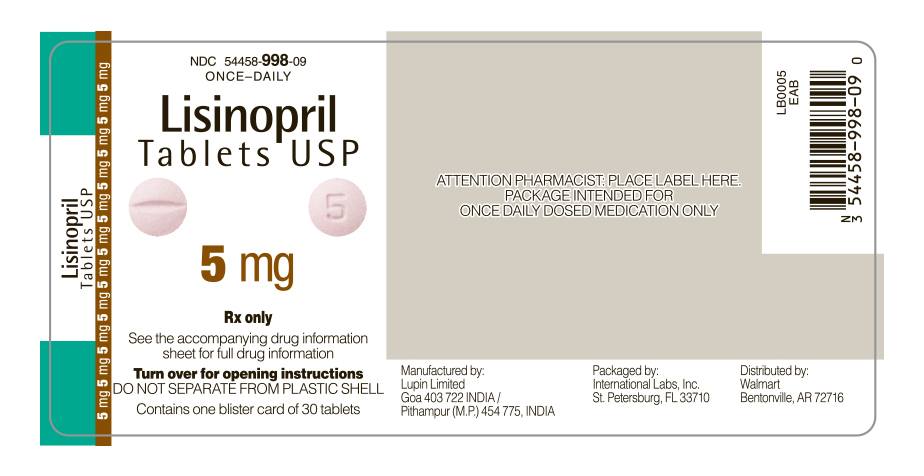 Lisinopril
Tablets USP
5 mg 5 mg 5 mg 5 mg 5 mg 5 mg 5 mg 5 mg 5 mg 5 mg 5 mg
NDC 54458-998-09
ONCE–DAILY
Lisinopril
Tablets USP
5
5 mg
Rx only
See the accompanying drug information
sheet for full drug information
Turn over for opening instructions
DO NOT SEPARATE FROM PLASTIC SHELL
Contains one blister card of 30 tablets
ATTENTION PHARMACIST: PLACE LABEL HERE.
PACKAGE INTENDED FOR
ONCE DAILY DOSED MEDICATION ONLY
Manufactured by:
Lupin Limited
Goa 403 722 INDIA /
Pithampur (M.P.) 454 775, INDIA
Packaged by:
International Labs, Inc.
St. Petersburg, FL 33710
Distributed by:
Walmart
Bentonville, AR 72716
LB0005
EAB
N
3 54458-998-09 0